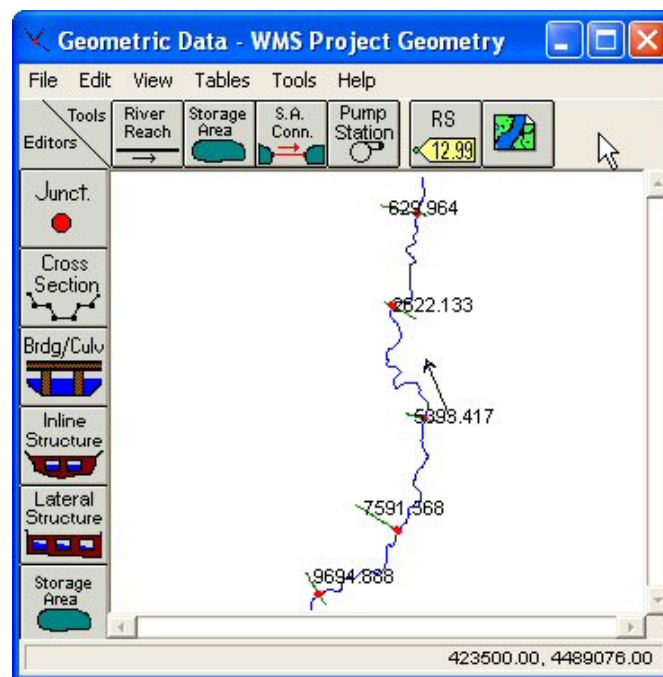 Geometric Data - WMS Project Geometry
File Edit View Tables Tools Help
Tools
Editors
River
Reach
Storage
Area
S.A.
Conn.
Pump
Station
RS
12.99
Junct.
Cross
Section
Brdg/Culv
Inline
Structure
Lateral
Structure
Storage
Area
629.964
2622.133
5393.417
7591.568
9694.888
423500.00, 4489076.00